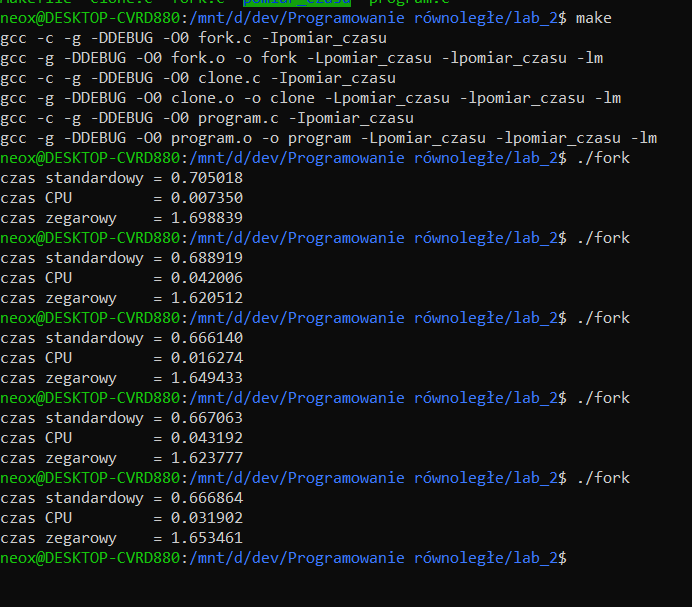 neox@DESKTOP-CVRD880:/mnt/d/dev/Programowanie równoległe/lab_2$ make
gcc -c -g -DDEBUG -O0 fork.c -Ipomiar_czasu
gcc -g -DDEBUG -O0 fork.o -o fork -Lpomiar_czasu -lpomiar_czasu -lm
gcc -c -g -DDEBUG -O0 clone.c -Ipomiar_czasu
gcc -g -DDEBUG -O0 clone.o -o clone -Lpomiar_czasu -lpomiar_czasu -lm
gcc -c -g -DDEBUG -O0 program.c -Ipomiar_czasu
gcc -g -DDEBUG -O0 program.o -o program -Lpomiar_czasu -lpomiar_czasu -lm
neox@DESKTOP-CVRD880:/mnt/d/dev/Programowanie równoległe/lab_2$ ./fork
czas standardowy = 0.705018
czas CPU         = 0.007350
czas zegarowy    = 1.698839
neox@DESKTOP-CVRD880:/mnt/d/dev/Programowanie równoległe/lab_2$ ./fork
czas standardowy = 0.688919
czas CPU         = 0.042006
czas zegarowy    = 1.620512
neox@DESKTOP-CVRD880:/mnt/d/dev/Programowanie równoległe/lab_2$ ./fork
czas standardowy = 0.666140
czas CPU         = 0.016274
czas zegarowy    = 1.649433
neox@DESKTOP-CVRD880:/mnt/d/dev/Programowanie równoległe/lab_2$ ./fork
czas standardowy = 0.667063
czas CPU         = 0.043192
czas zegarowy    = 1.623777
neox@DESKTOP-CVRD880:/mnt/d/dev/Programowanie równoległe/lab_2$ ./fork
czas standardowy = 0.666864
czas CPU         = 0.031902
czas zegarowy    = 1.653461
neox@DESKTOP-CVRD880:/mnt/d/dev/Programowanie równoległe/lab_2$